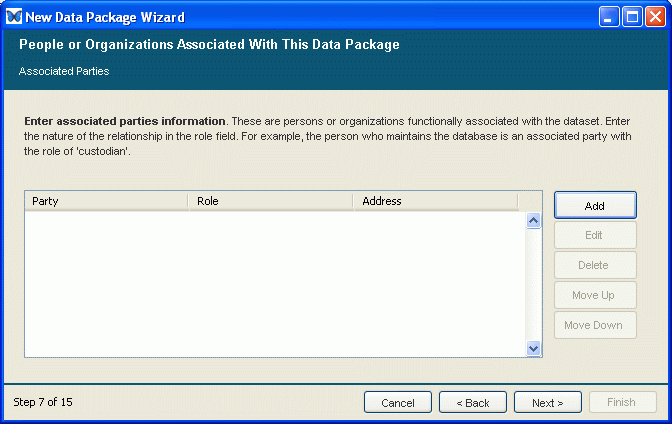 New Data Package Wizard
People or Organizations Associated With This Data Package
Associated Parties
Enter associated parties information. These are persons or organizations functionally associated with the dataset. Enter
the nature of the relationship in the role field. For example, the person who maintains the database is an associated party with
the role of 'custodian'.
Party Role Address
Add
Edit
Delete
Move Up
Move Down
Step 7 of 15 Cancel < Back Next > Finish